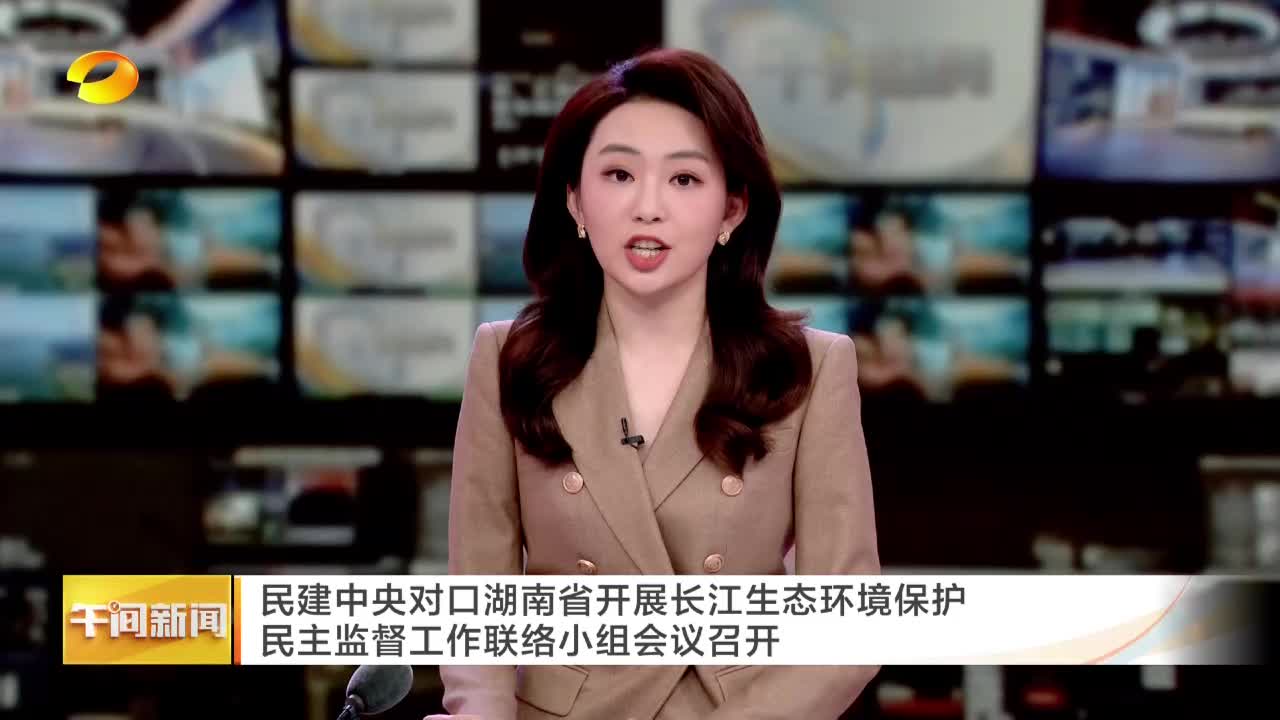 民建中央对口湖南省开展长江生态环境保护
午间新闻
民主监督工作联络小组会议召开